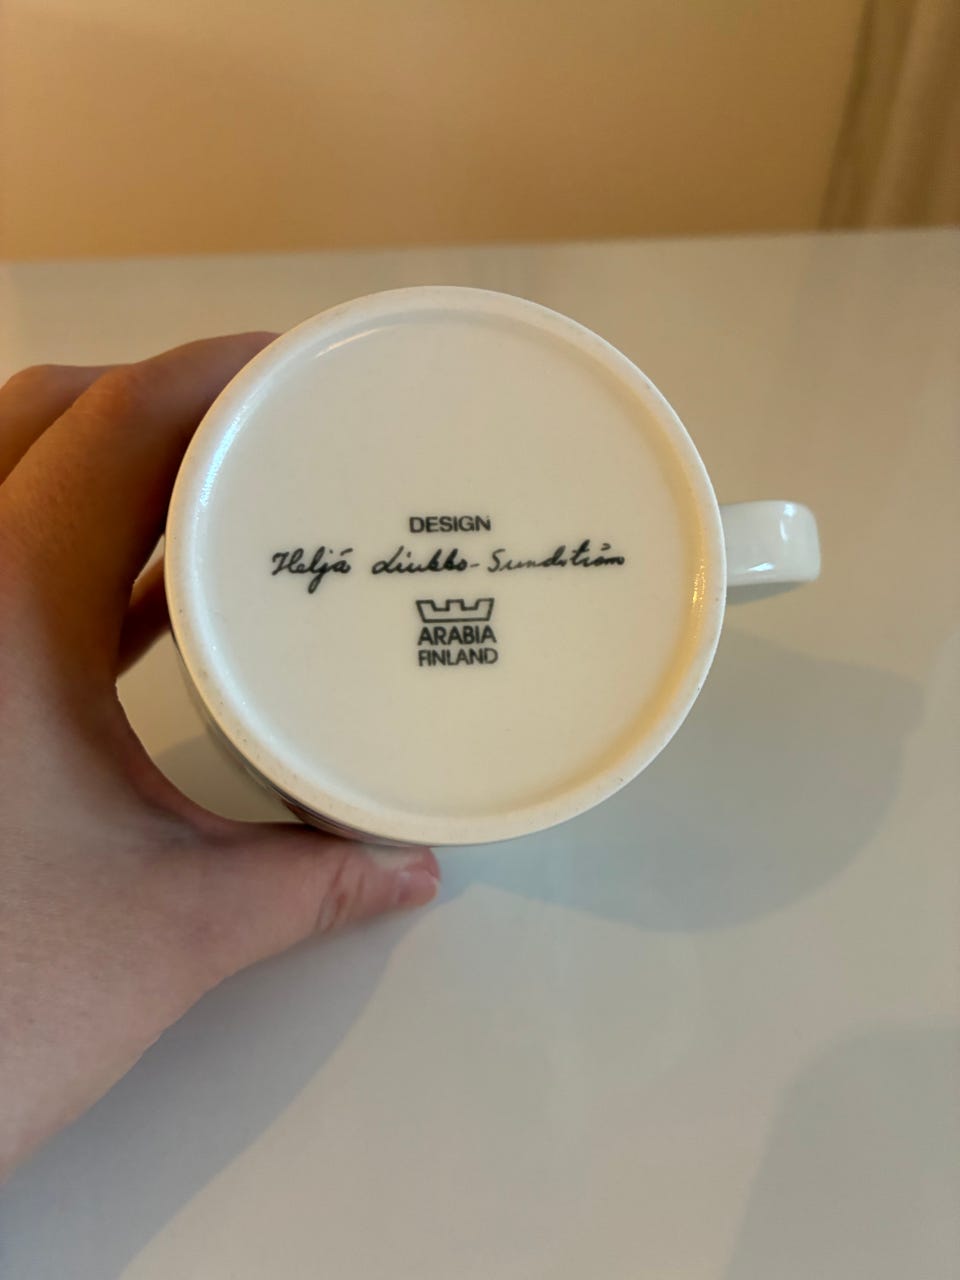 DESIGN
Heljä Liukko-Sundström
ARABIA
FINLAND